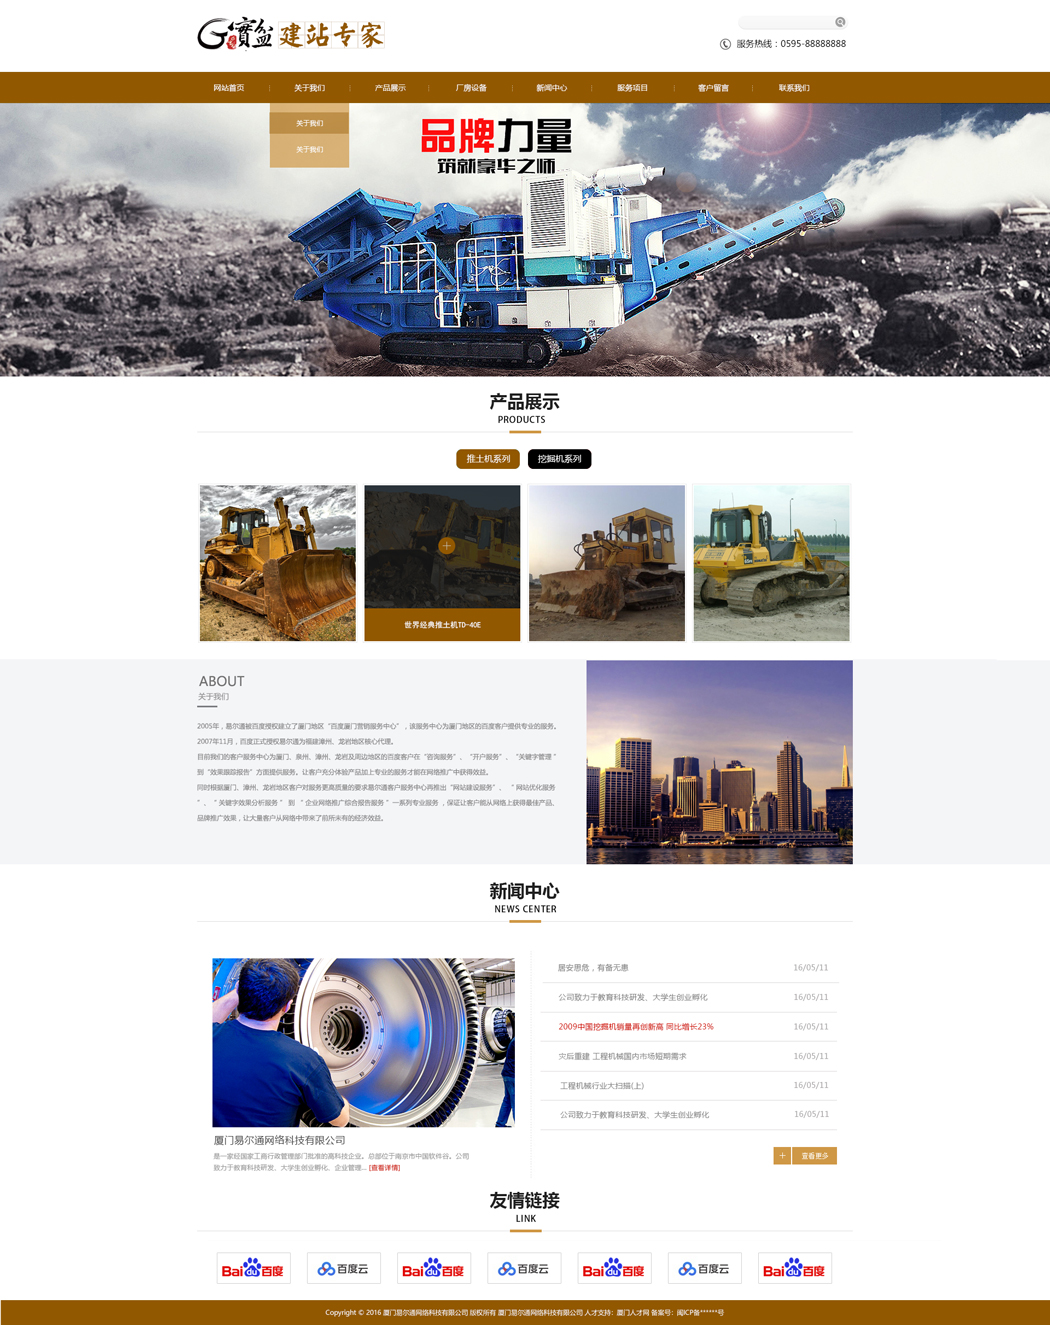 G寶盆 建站专家
服务热线：0595-88888888
网站首页 关于我们 产品展示 厂房设备 新闻中心 服务项目 客户留言 联系我们
关于我们
关于我们
品牌力量
筑就豪华之师
产品展示
PRODUCTS
推土机系列 挖掘机系列
世界经典推土机TD-40E
ABOUT
关于我们
2005年，易尔通被百度授权建立了厦门地区“百度厦门营销服务中心”，该服务中心为厦门地区的百度客户提供专业的服务。
2007年11月，百度正式授权易尔通为福建漳州、龙岩地区核心代理。
目前我们的客户服务中心为厦门、泉州、漳州、龙岩及周边地区的百度客户在“咨询服务”、“开户服务”、“关键字管理”
到“效果跟踪报告”方面提供服务。让客户充分体验产品加上专业的服务才能在网络推广中获得效益。
同时根据厦门、漳州、龙岩地区客户对服务更高质量的要求易尔通客户服务中心再推出“网站建设服务”、“网站优化服务
”、“关键字效果分析服务”到“企业网络推广综合报告服务”一系列专业服务，保证让客户能从网络上获得最佳产品、
品牌推广效果，让大量客户从网络中带来了前所未有的经济效益。
新闻中心
NEWS CENTER
居安思危，有备无患 16/05/11
公司致力于教育科技研发、大学生创业孵化 16/05/11
2009中国挖掘机销量再创新高 同比增长23% 16/05/11
灾后重建 工程机械国内市场短期需求 16/05/11
工程机械行业大扫描(上) 16/05/11
公司致力于教育科技研发、大学生创业孵化 16/05/11
厦门易尔通网络科技有限公司
是一家经国家工商行政管理部门批准的高科技企业。总部位于南京市中国软件谷。公司
致力于教育科技研发、大学生创业孵化、企业管理... [查看详情]
+ 查看更多
友情链接
LINK
Bai du 百度 百度云 Bai du 百度 百度云 Bai du 百度 百度云 Bai du 百度
Copyright © 2016 厦门易尔通网络科技有限公司 版权所有 厦门易尔通网络科技有限公司 人才支持：厦门人才网 备案号：闽ICP备******号